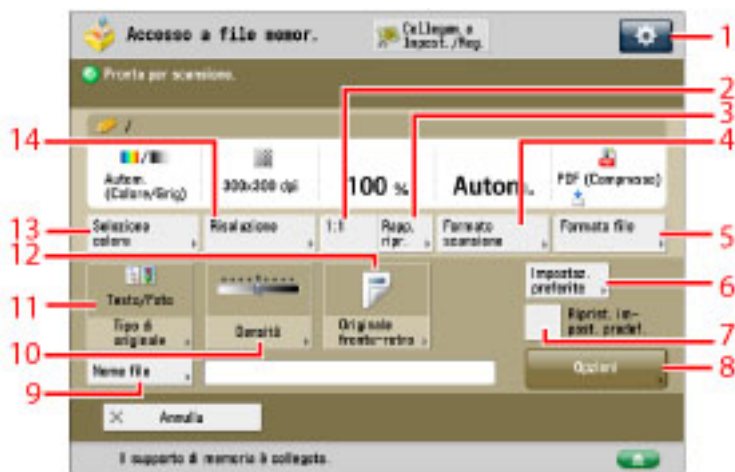 Accesso a file memor.
Collegam. a
Impost./Reg.
1
Pronta per scansione.
2
3
4
14
/
Autom.
(Colore/Grig)
300x300 dpi
100 %
Autom.
PDF (Compresso)
13
Selezione
colore
Risoluzione
1:1
Rapp.
ripr.
Formato
scansione
Formato file
5
12
11
Testo/Foto
Tipo di
originale
Densità
Originale
fronte-retro
Impostaz.
preferite
6
Riprist. im-
post. predef.
7
10
Opzioni
8
Nome file
9
Annulla
Il supporto di memoria è collegato.